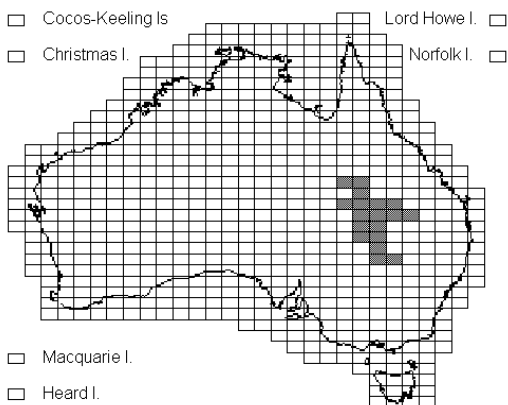 Cocos-Keeling Is
Lord Howe I.
Christmas I.
Norfolk I.
Macquarie I.
Heard I.